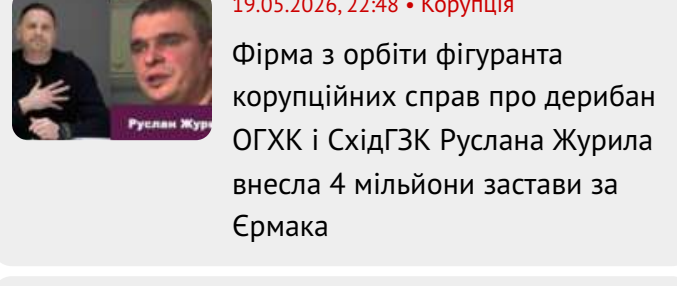 19.05.2026, 22:48 • Корупція
Фірма з орбіти фігуранта
корупційних справ про дерибан
ОГХК і СхідГЗК Руслана Журила
внесла 4 мільйони застави за
Єрмака
Руслан